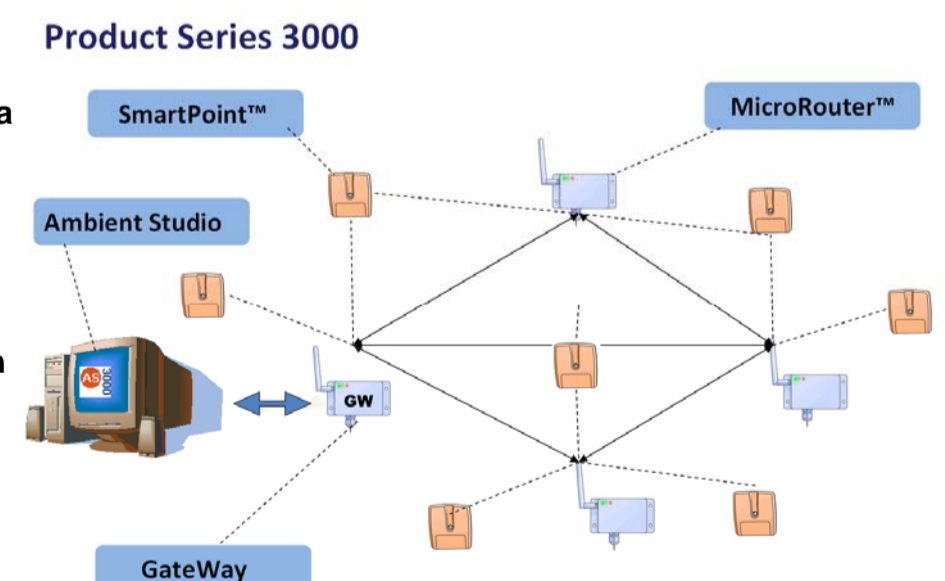 Product Series 3000
a
SmartPoint™
MicroRouter™
Ambient Studio
n
AS
3000
GW
GateWay